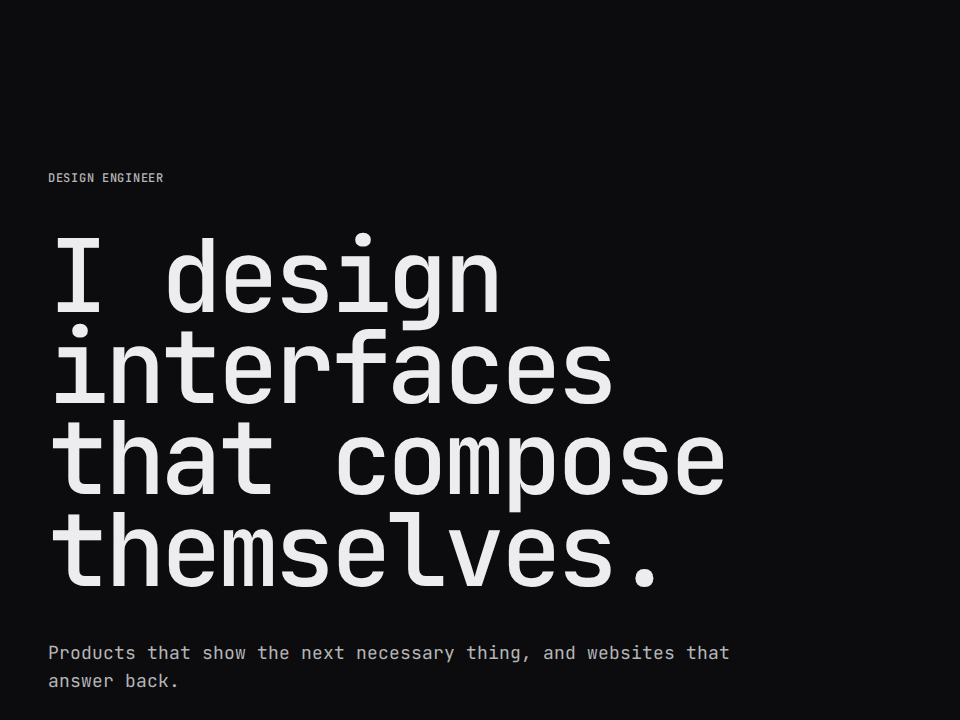 DESIGN ENGINEER
I design
interfaces
that compose
themselves.
Products that show the next necessary thing, and websites that
answer back.